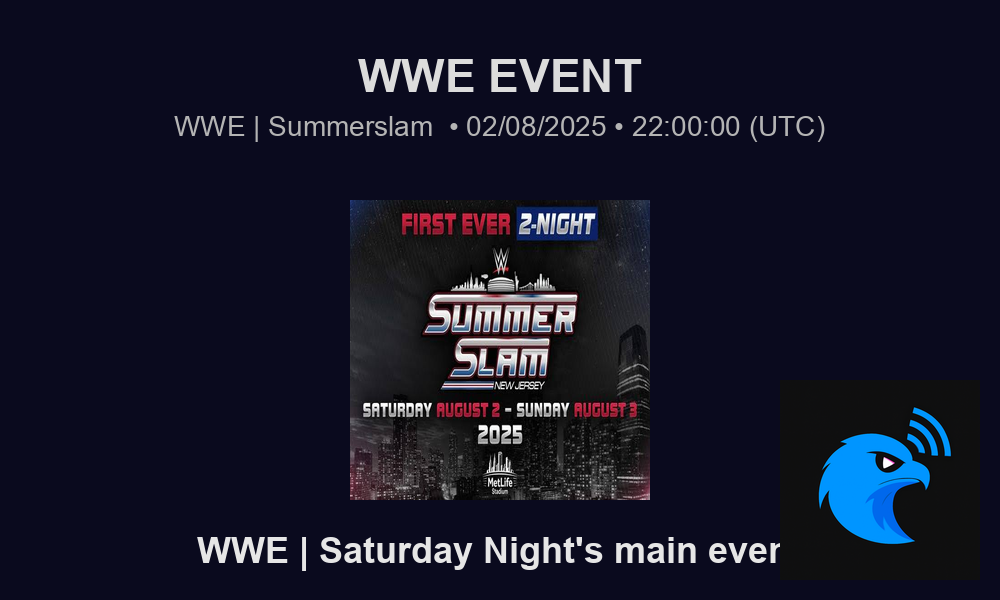 WWE EVENT
WWE | Summerslam • 02/08/2025 • 22:00:00 (UTC)
FIRST EVER 2-NIGHT
W
SUMMER
SLAM
NEW JERSEY
SATURDAY AUGUST 2 - SUNDAY AUGUST 3
2025
MetLife
Stadium
WWE | Saturday Night's main